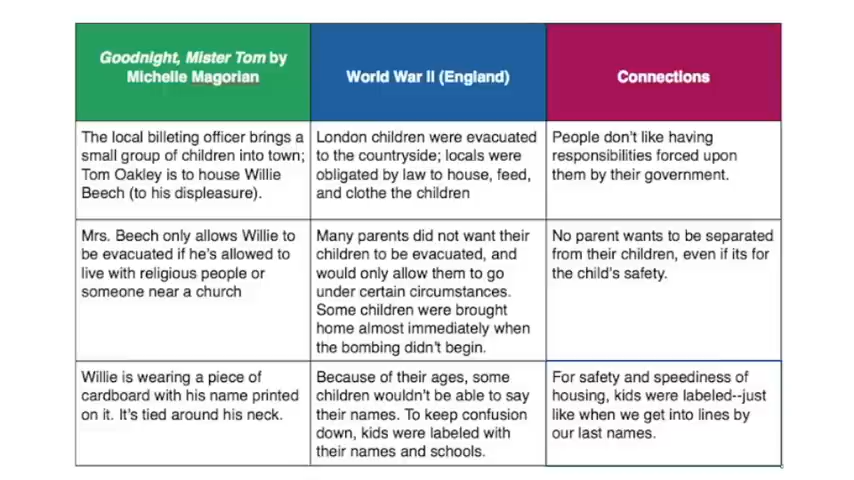 Goodnight, Mister Tom by
Michelle Magorian
World War II (England)
Connections
The local billeting officer brings a
small group of children into town;
Tom Oakley is to house Willie
Beech (to his displeasure).
London children were evacuated
to the countryside; locals were
obligated by law to house, feed,
and clothe the children
People don't like having
responsibilities forced upon
them by their government.
Mrs. Beech only allows Willie to
be evacuated if he's allowed to
live with religious people or
someone near a church
Many parents did not want their
children to be evacuated, and
would only allow them to go
under certain circumstances.
Some children were brought
home almost immediately when
the bombing didn't begin.
No parent wants to be separated
from their children, even if its for
the child's safety.
Willie is wearing a piece of
cardboard with his name printed
on it. It's tied around his neck.
Because of their ages, some
children wouldn't be able to say
their names. To keep confusion
down, kids were labeled with
their names and schools.
For safety and speediness of
housing, kids were labeled--just
like when we get into lines by
our last names.